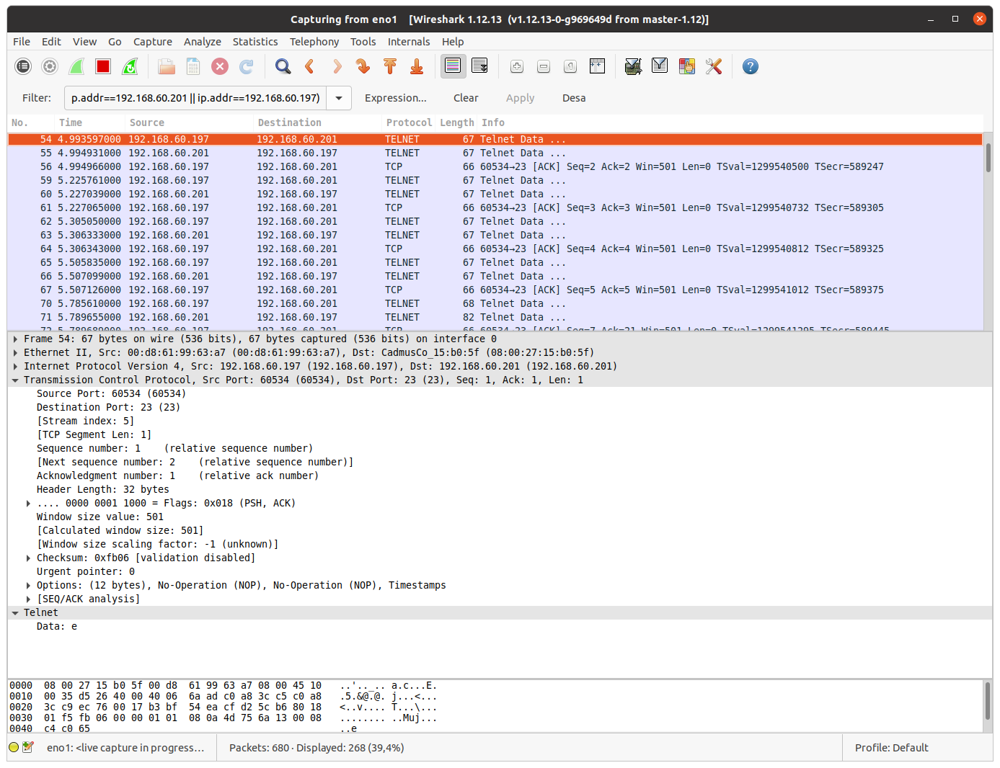 Capturing from eno1    [Wireshark 1.12.13  (v1.12.13-0-g969649d from master-1.12)]
File Edit View Go Capture Analyze Statistics Telephony Tools Internals Help
Filter: p.addr==192.168.60.201 || ip.addr==192.168.60.197) Expression... Clear Apply Desa
No. Time Source Destination Protocol Length Info
54 4.993597000 192.168.60.197 192.168.60.201 TELNET 67 Telnet Data ...
55 4.994931000 192.168.60.201 192.168.60.197 TELNET 67 Telnet Data ...
56 4.994966000 192.168.60.197 192.168.60.201 TCP 66 60534→23 [ACK] Seq=2 Ack=2 Win=501 Len=0 TSval=1299540500 TSecr=589247
59 5.225761000 192.168.60.197 192.168.60.201 TELNET 67 Telnet Data ...
60 5.227039000 192.168.60.201 192.168.60.197 TELNET 67 Telnet Data ...
61 5.227065000 192.168.60.197 192.168.60.201 TCP 66 60534→23 [ACK] Seq=3 Ack=3 Win=501 Len=0 TSval=1299540732 TSecr=589305
62 5.305050000 192.168.60.197 192.168.60.201 TELNET 67 Telnet Data ...
63 5.306333000 192.168.60.201 192.168.60.197 TELNET 67 Telnet Data ...
64 5.306343000 192.168.60.197 192.168.60.201 TCP 66 60534→23 [ACK] Seq=4 Ack=4 Win=501 Len=0 TSval=1299540812 TSecr=589325
65 5.505835000 192.168.60.197 192.168.60.201 TELNET 67 Telnet Data ...
66 5.507099000 192.168.60.201 192.168.60.197 TELNET 67 Telnet Data ...
67 5.507126000 192.168.60.197 192.168.60.201 TCP 66 60534→23 [ACK] Seq=5 Ack=5 Win=501 Len=0 TSval=1299541012 TSecr=589375
70 5.785610000 192.168.60.197 192.168.60.201 TELNET 68 Telnet Data ...
71 5.789655000 192.168.60.201 192.168.60.197 TELNET 82 Telnet Data ...
72 5.789689000 192.168.60.197 192.168.60.201 TCP 66 60534→23 [ACK] Seq=7 Ack=21 Win=501 Len=0 TSval=1299541295 TSecr=589445
Frame 54: 67 bytes on wire (536 bits), 67 bytes captured (536 bits) on interface 0
Ethernet II, Src: 00:d8:61:99:63:a7 (00:d8:61:99:63:a7), Dst: CadmusCo_15:b0:5f (08:00:27:15:b0:5f)
Internet Protocol Version 4, Src: 192.168.60.197 (192.168.60.197), Dst: 192.168.60.201 (192.168.60.201)
Transmission Control Protocol, Src Port: 60534 (60534), Dst Port: 23 (23), Seq: 1, Ack: 1, Len: 1
Source Port: 60534 (60534)
Destination Port: 23 (23)
[Stream index: 5]
[TCP Segment Len: 1]
Sequence number: 1    (relative sequence number)
[Next sequence number: 2    (relative sequence number)]
Acknowledgment number: 1    (relative ack number)
Header Length: 32 bytes
.... 0000 0001 1000 = Flags: 0x018 (PSH, ACK)
Window size value: 501
[Calculated window size: 501]
[Window size scaling factor: -1 (unknown)]
Checksum: 0xfb06 [validation disabled]
Urgent pointer: 0
Options: (12 bytes), No-Operation (NOP), No-Operation (NOP), Timestamps
[SEQ/ACK analysis]
Telnet
Data: e
0000  08 00 27 15 b0 5f 00 d8  61 99 63 a7 08 00 45 10   ..'.._.. a.c...E.
0010  00 35 d5 26 40 00 40 06  6a ad c0 a8 3c c5 c0 a8   .5.&@.@. j...<...
0020  3c c9 ec 76 00 17 b3 bf  54 ea cf d2 5c b6 80 18   <..v.... T...\...
0030  01 f5 fb 06 00 00 01 01  08 0a 4d 75 6a 13 00 08   ........ ..Muj...
0040  c4 c0 65   ..e
eno1: <live capture in progress... Packets: 680 · Displayed: 268 (39,4%) Profile: Default